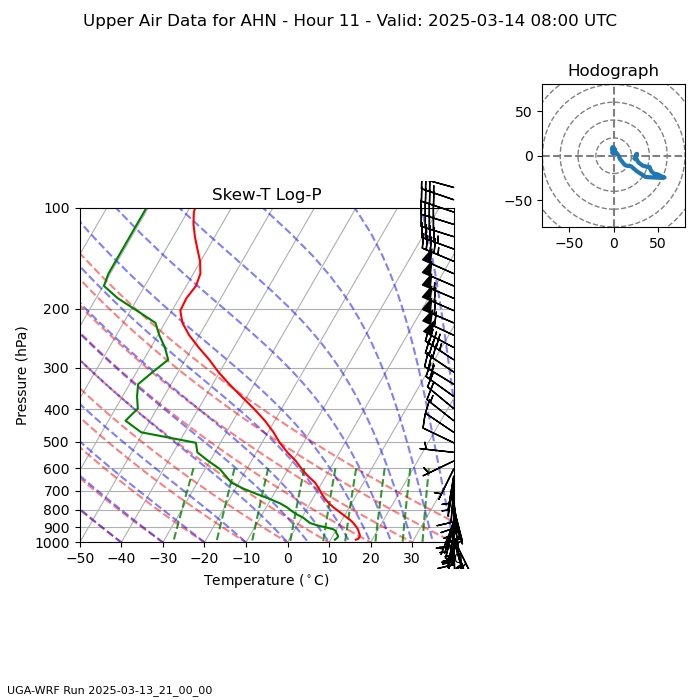 Upper Air Data for AHN - Hour 11 - Valid: 2025-03-14 08:00 UTC
Hodograph
50
0
−50
−50 0 50
Skew-T Log-P
100
200
300
400
500
600
700
800
900
1000
Pressure (hPa)
−50 −40 −30 −20 −10 0 10 20 30
Temperature (°C)
UGA-WRF Run 2025-03-13_21_00_00